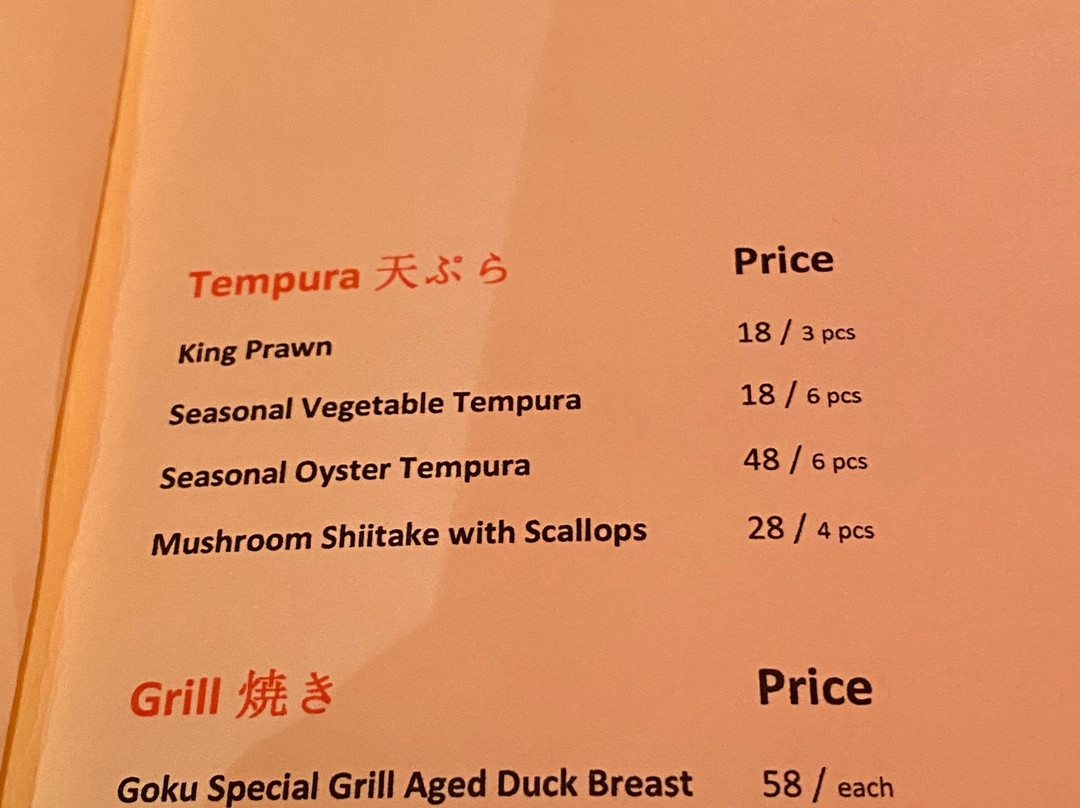 Tempura 天ぷら Price
King Prawn 18 / 3 pcs
Seasonal Vegetable Tempura 18 / 6 pcs
Seasonal Oyster Tempura 48 / 6 pcs
Mushroom Shiitake with Scallops 28 / 4 pcs
Grill 焼き Price
Goku Special Grill Aged Duck Breast 58 / each